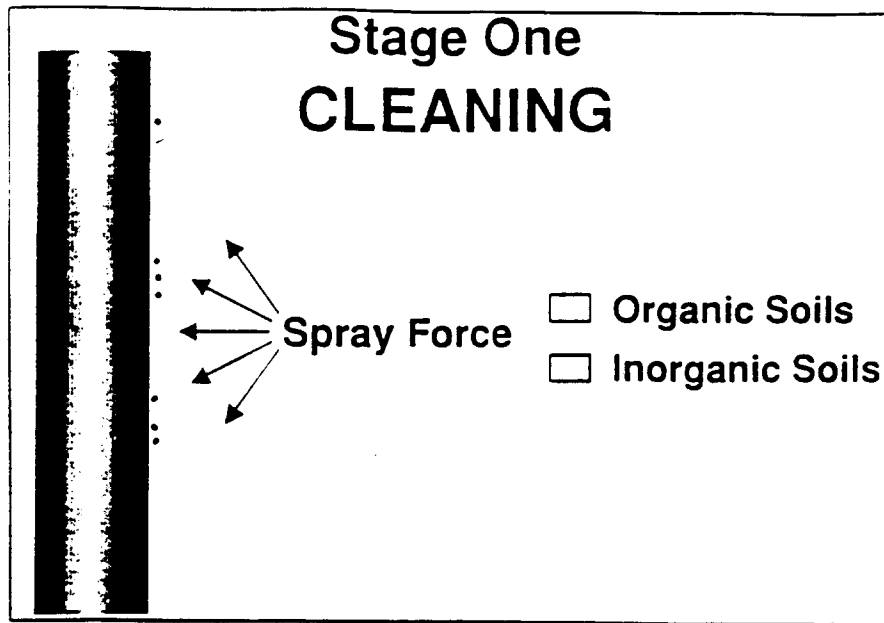 Stage One
CLEANING
Spray Force
Organic Soils
Inorganic Soils